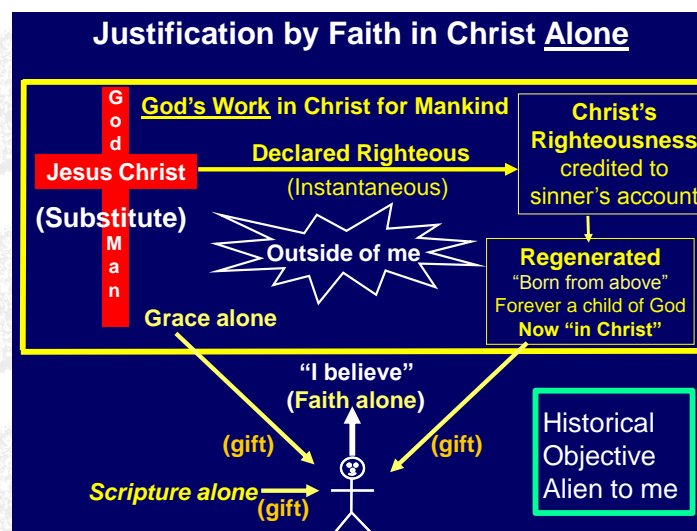 Justification by Faith in Christ Alone
God
God's Work in Christ for Mankind
Jesus Christ
(Substitute)
Man
Declared Righteous
(Instantaneous)
Christ's
Righteousness
credited to
sinner's account
Outside of me
Regenerated
“Born from above”
Forever a child of God
Now “in Christ”
Grace alone
“I believe”
(Faith alone)
(gift)
(gift)
Scripture alone
(gift)
Historical
Objective
Alien to me